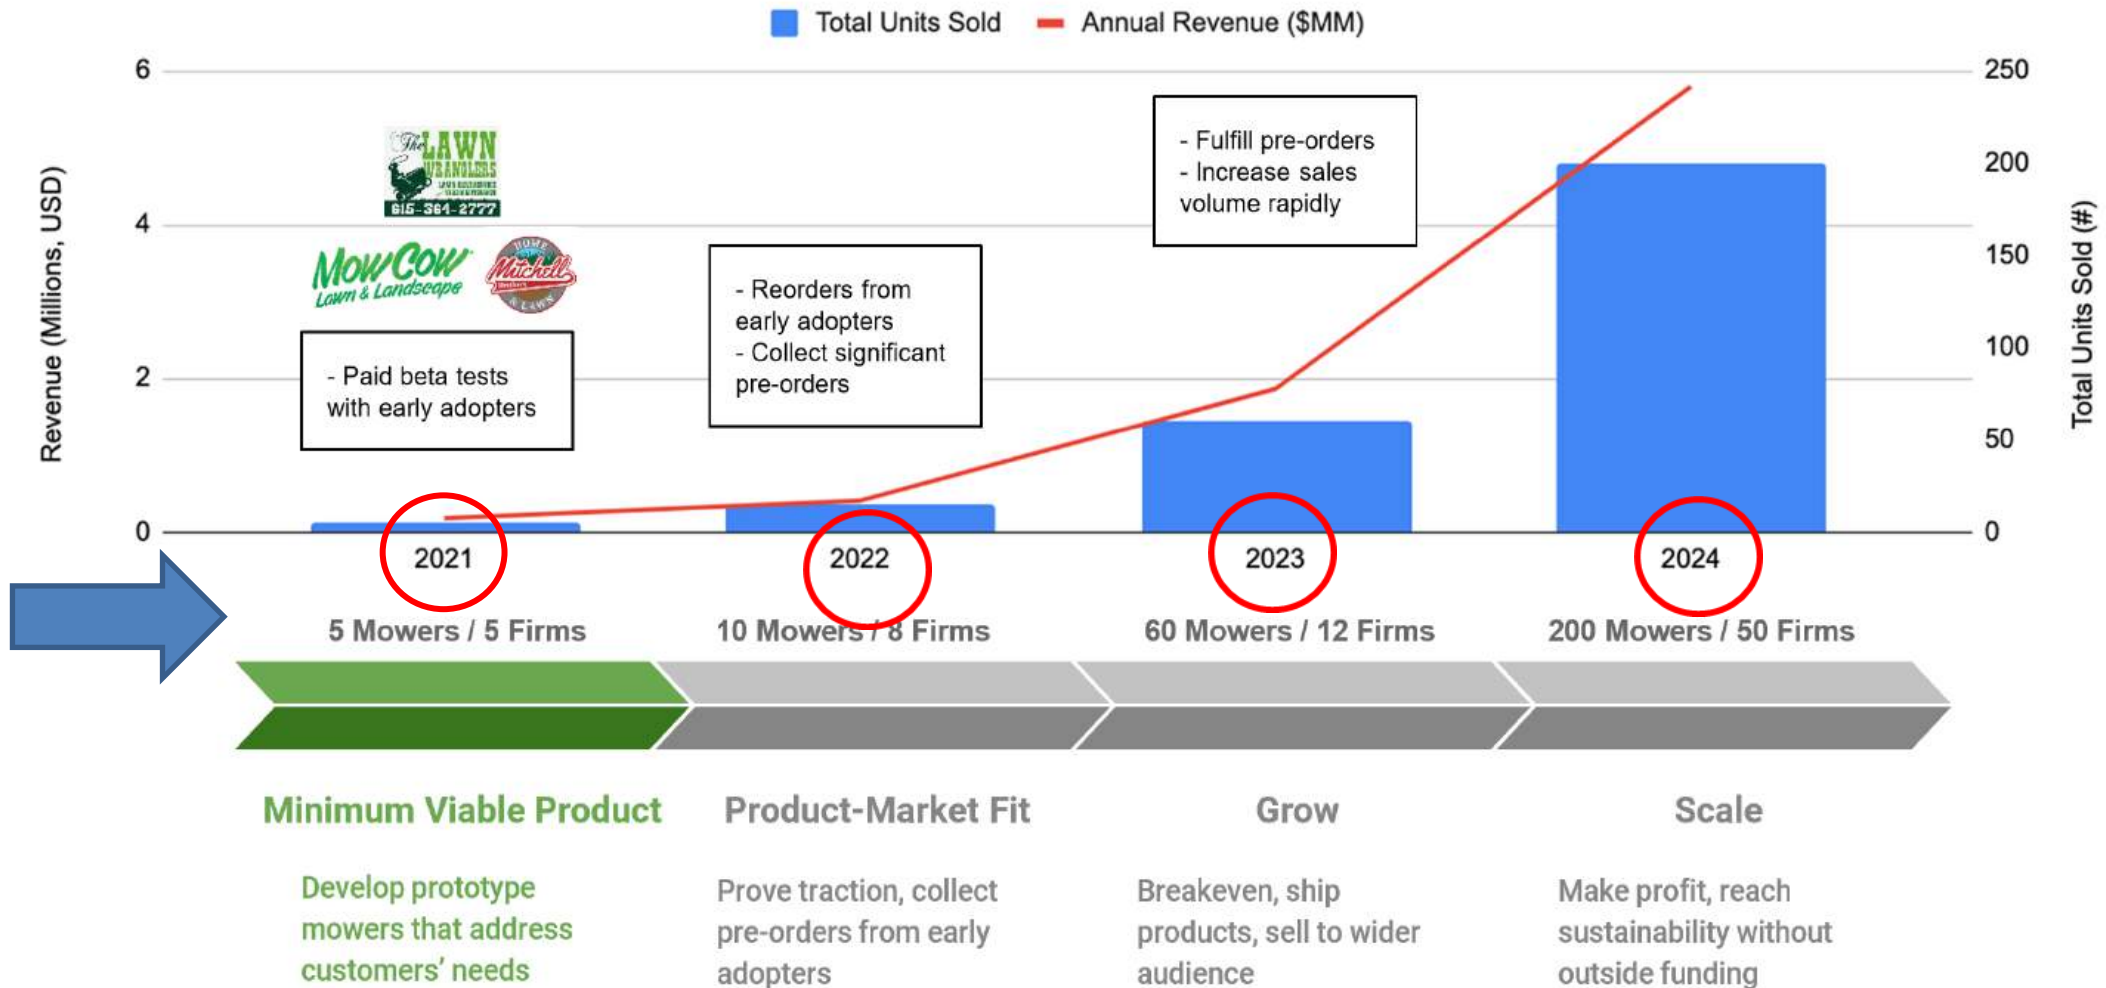 Total Units Sold
Annual Revenue ($MM)
6
4
2
0
Revenue (Millions, USD)
250
200
150
100
50
0
Total Units Sold (#)
The LAWN
WRANGLERS
615-364-2777
MowCow
Lawn & Landscape
HOME
Mitchell
Brothers
& LAWN
- Paid beta tests
with early adopters
- Reorders from
early adopters
- Collect significant
pre-orders
- Fulfill pre-orders
- Increase sales
volume rapidly
2021
2022
2023
2024
5 Mowers / 5 Firms
10 Mowers / 8 Firms
60 Mowers / 12 Firms
200 Mowers / 50 Firms
Minimum Viable Product
Product-Market Fit
Grow
Scale
Develop prototype
mowers that address
customers' needs
Prove traction, collect
pre-orders from early
adopters
Breakeven, ship
products, sell to wider
audience
Make profit, reach
sustainability without
outside funding